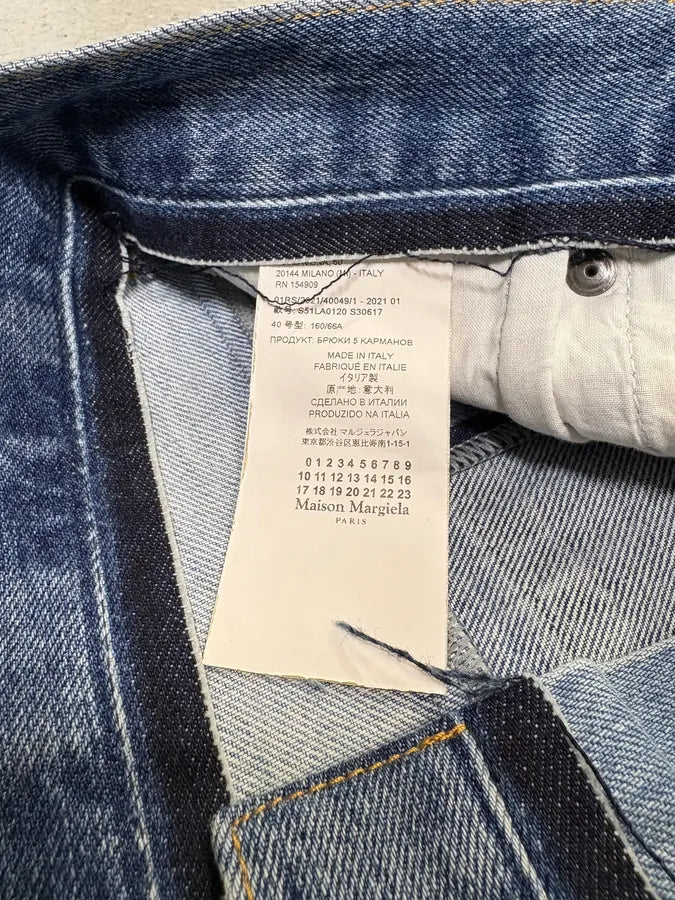 20144 MILANO (MI) - ITALY
RN 154909
01RS/2021/40049/1 - 2021 01
款号: S51LA0120 S30617
40 号型: 160/66A
ПРОДУКТ: БРЮКИ 5 КАРМАНОВ
MADE IN ITALY
FABRIQUÉ EN ITALIE
イタリア製
原产地: 意大利
СДЕЛАНО В ИТАЛИИ
PRODUZIDO NA ITALIA
株式会社 マルジェラジャパン
東京都渋谷区恵比寿南1-15-1
0 1 2 3 4 5 6 7 8 9
10 11 12 13 14 15 16
17 18 19 20 21 22 23
Maison Margiela
PARIS